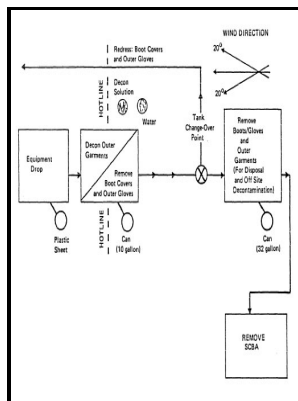 Redress: Boot Covers
and Outer Gloves
WIND DIRECTION
20°
20°
HOTLINE
Decon
Solution
Water
Tank
Change-Over
Point
Equipment
Drop
Decon Outer
Garments
Remove
Boot Covers
and Outer Gloves
Remove
Boots/Gloves
and
Outer
Garments
(For Disposal
and Off Site
Decontamination)
Plastic
Sheet
HOTLINE
Can
(10 gallon)
Can
(32 gallon)
REMOVE
SCBA